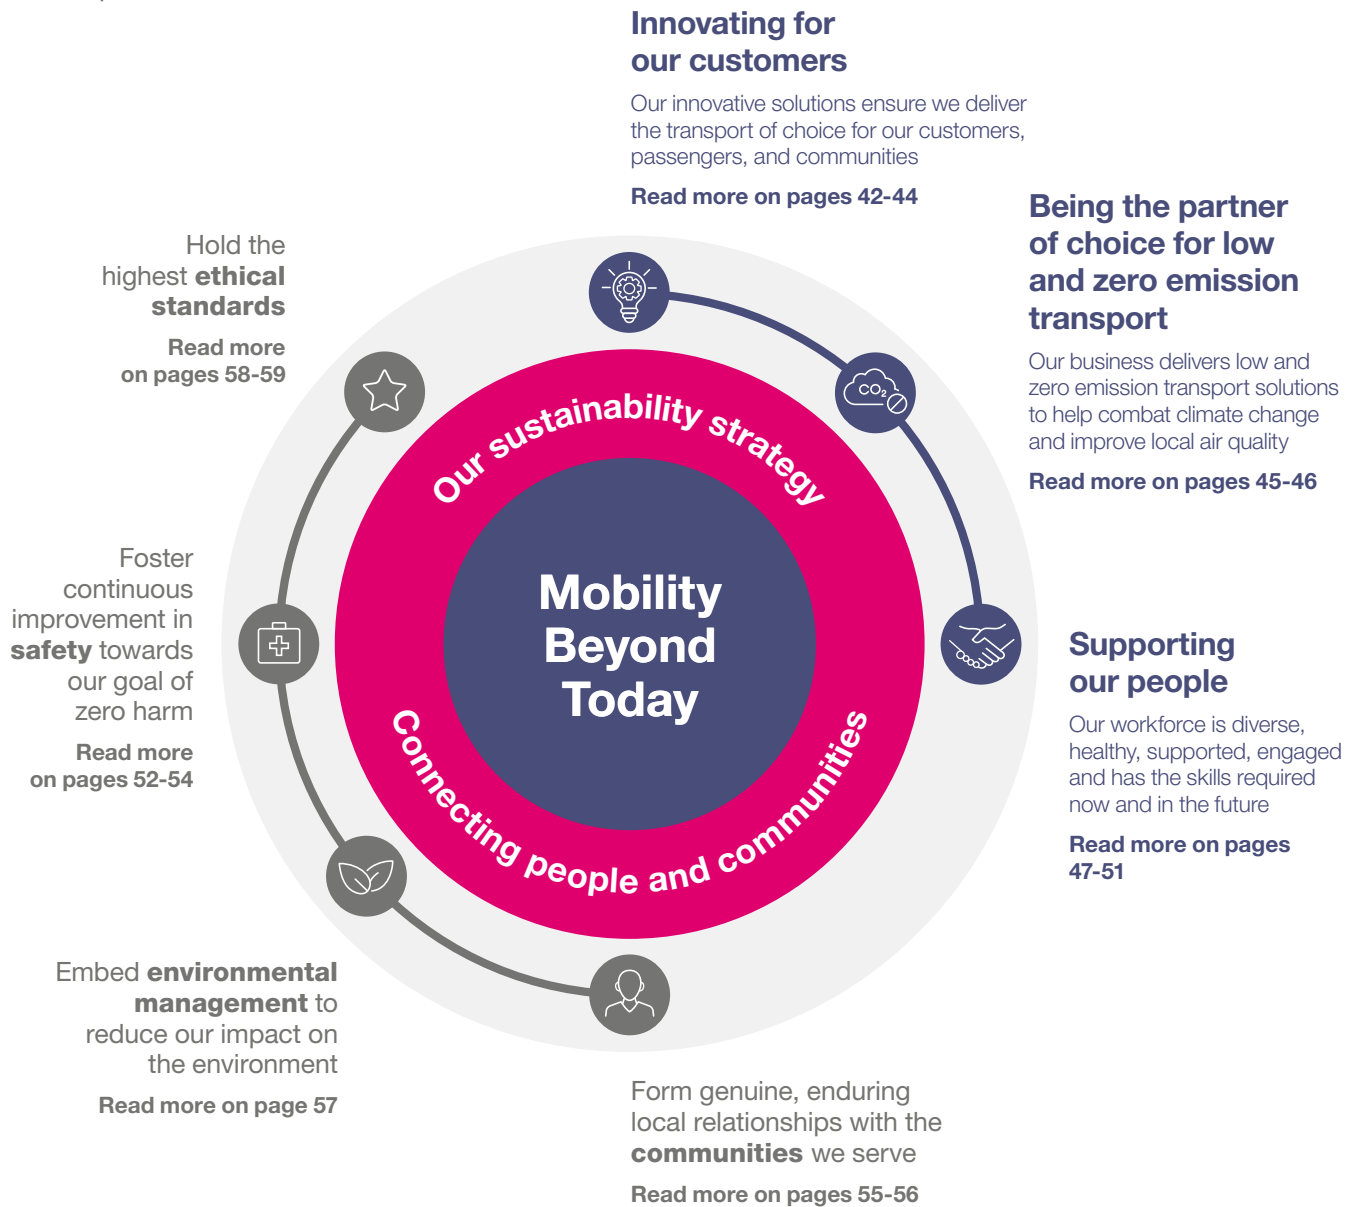 Innovating for
our customers
Our innovative solutions ensure we deliver
the transport of choice for our customers,
passengers, and communities
Read more on pages 42-44
Being the partner
of choice for low
and zero emission
transport
Our business delivers low and
zero emission transport solutions
to help combat climate change
and improve local air quality
Read more on pages 45-46
Supporting
our people
Our workforce is diverse,
healthy, supported, engaged
and has the skills required
now and in the future
Read more on pages
47-51
Hold the
highest ethical
standards
Read more
on pages 58-59
Foster
continuous
improvement in
safety towards
our goal of
zero harm
Read more
on pages 52-54
Embed environmental
management to
reduce our impact on
the environment
Read more on page 57
Form genuine, enduring
local relationships with the
communities we serve
Read more on pages 55-56
CO₂
Our sustainability strategy
Mobility
Beyond
Today
Connecting people and communities